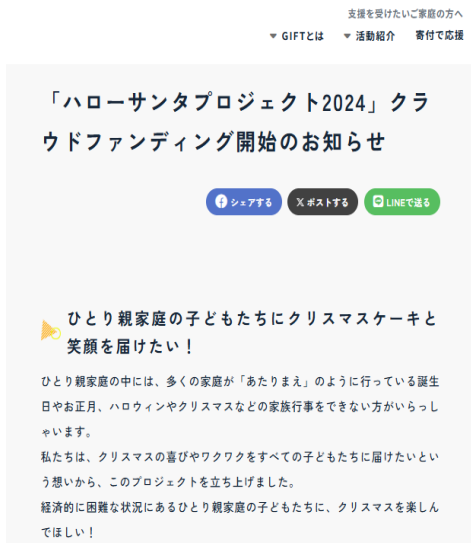 支援を受けたいご家庭の方へ
GIFTとは 活動紹介 寄付で応援
「ハローサンタプロジェクト2024」クラ
ウドファンディング開始のお知らせ
シェアする ポストする LINEで送る
ひとり親家庭の子どもたちにクリスマスケーキと
笑顔を届けたい！
ひとり親家庭の中には、多くの家庭が「あたりまえ」のように行っている誕生
日やお正月、ハロウィンやクリスマスなどの家族行事をできない方がいらっし
ゃいます。
私たちは、クリスマスの喜びやワクワクをすべての子どもたちに届けたいとい
う想いから、このプロジェクトを立ち上げました。
経済的に困難な状況にあるひとり親家庭の子どもたちに、クリスマスを楽しん
でほしい！